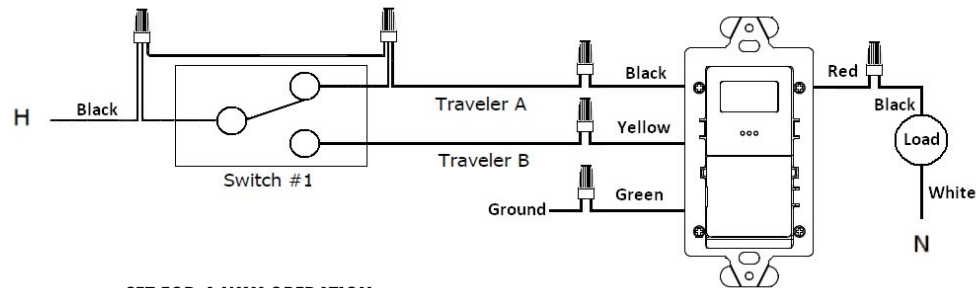 Black
H
Switch #1
Traveler A
Traveler B
Black
Yellow
Ground
Green
Red
Black
Load
White
N